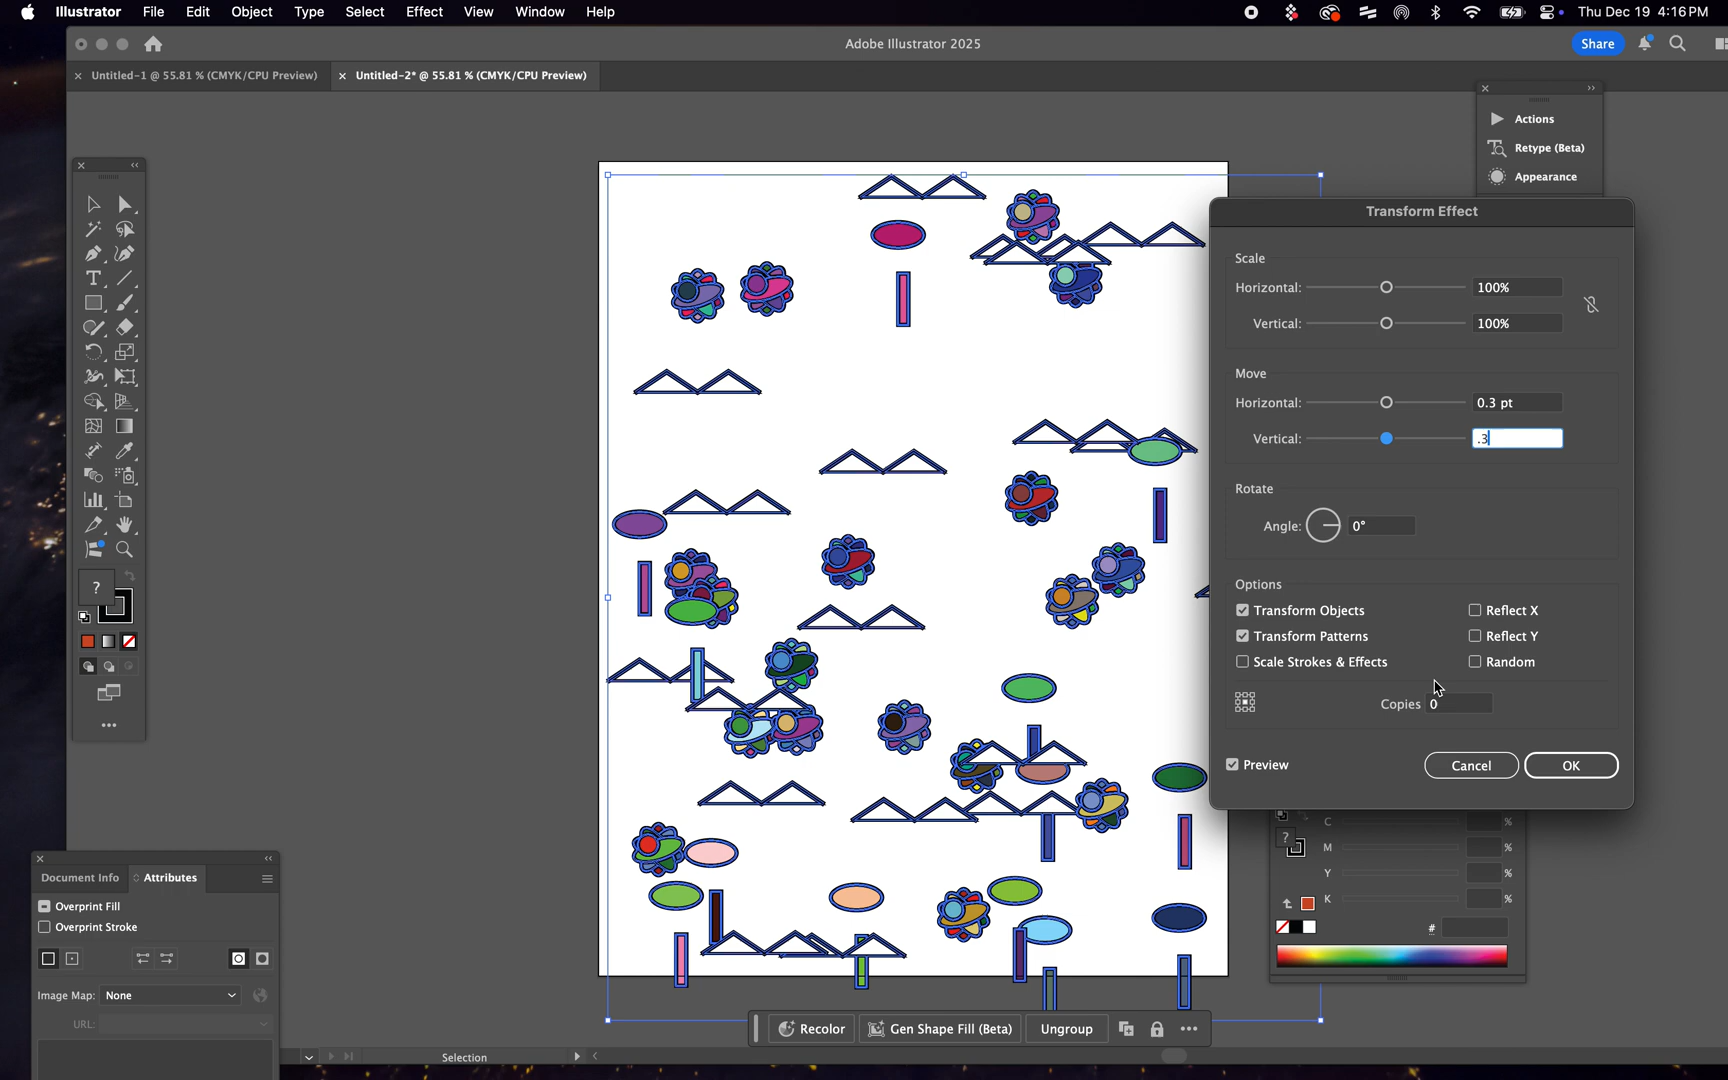 Illustrator File Edit Object Type Select Effect View Window Help Thu Dec 19 4:16 PM
Adobe Illustrator 2025 Share
Untitled-1 @ 55.81 % (CMYK/CPU Preview) Untitled-2* @ 55.81 % (CMYK/CPU Preview)
Actions
Retype (Beta)
Appearance
Transform Effect
Scale
Horizontal: 100%
Vertical: 100%
Move
Horizontal: 0.3 pt
Vertical: .3
Rotate
Angle: 0°
Options
Transform Objects Reflect X
Transform Patterns Reflect Y
Scale Strokes & Effects Random
Copies 0
Preview Cancel OK
?
C %
? M %
Y %
K %
#
Document Info Attributes
Overprint Fill
Overprint Stroke
Image Map: None
URL:
Recolor Gen Shape Fill (Beta) Ungroup
Selection